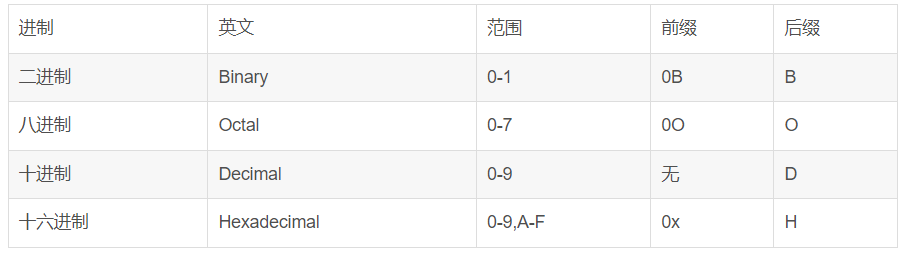 进制 英文 范围 前缀 后缀
二进制 Binary 0-1 0B B
八进制 Octal 0-7 0O O
十进制 Decimal 0-9 无 D
十六进制 Hexadecimal 0-9,A-F 0x H